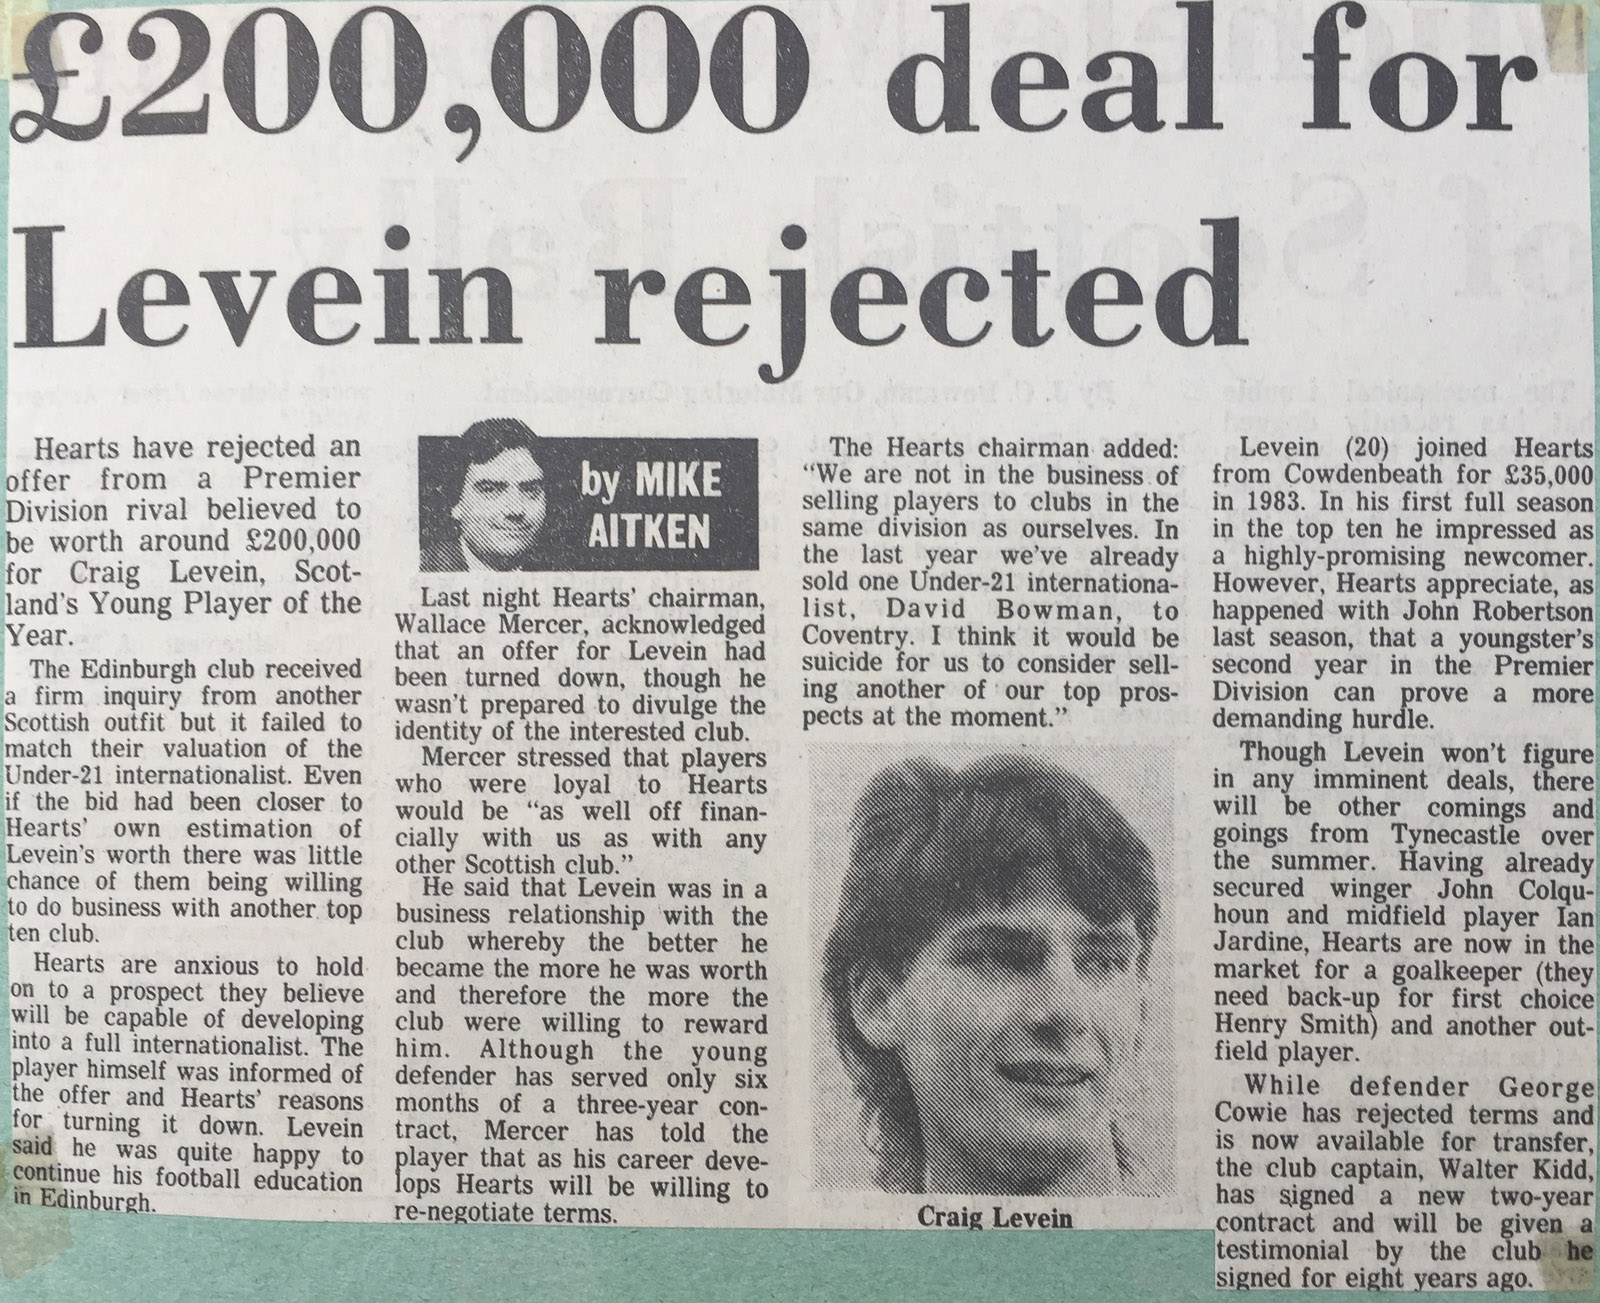 £200,000 deal for
Levein rejected
Hearts have rejected an
offer from a Premier
Division rival believed to
be worth around £200,000
for Craig Levein, Scot-
land's Young Player of the
Year.
The Edinburgh club received
a firm inquiry from another
Scottish outfit but it failed to
match their valuation of the
Under-21 internationalist. Even
if the bid had been closer to
Hearts' own estimation of
Levein's worth there was little
chance of them being willing
to do business with another top
ten club.
Hearts are anxious to hold
on to a prospect they believe
will be capable of developing
into a full internationalist. The
player himself was informed of
the offer and Hearts' reasons
for turning it down. Levein
said he was quite happy to
continue his football education
in Edinburgh.
by MIKE
AITKEN
Last night Hearts' chairman,
Wallace Mercer, acknowledged
that an offer for Levein had
been turned down, though he
wasn't prepared to divulge the
identity of the interested club.
Mercer stressed that players
who were loyal to Hearts
would be "as well off finan-
cially with us as with any
other Scottish club."
He said that Levein was in a
business relationship with the
club whereby the better he
became the more he was worth
and therefore the more the
club were willing to reward
him. Although the young
defender has served only six
months of a three-year con-
tract, Mercer has told the
player that as his career deve-
lops Hearts will be willing to
re-negotiate terms.
The Hearts chairman added:
"We are not in the business of
selling players to clubs in the
same division as ourselves. In
the last year we've already
sold one Under-21 internationa-
list, David Bowman, to
Coventry. I think it would be
suicide for us to consider sell-
ing another of our top pros-
pects at the moment."
Craig Levein
Levein (20) joined Hearts
from Cowdenbeath for £35,000
in 1983. In his first full season
in the top ten he impressed as
a highly-promising newcomer.
However, Hearts appreciate, as
happened with John Robertson
last season, that a youngster's
second year in the Premier
Division can prove a more
demanding hurdle.
Though Levein won't figure
in any imminent deals, there
will be other comings and
goings from Tynecastle over
the summer. Having already
secured winger John Colqu-
houn and midfield player Ian
Jardine, Hearts are now in the
market for a goalkeeper (they
need back-up for first choice
Henry Smith) and another out-
field player.
While defender George
Cowie has rejected terms and
is now available for transfer,
the club captain, Walter Kidd,
has signed a new two-year
contract and will be given a
testimonial by the club he
signed for eight years ago.